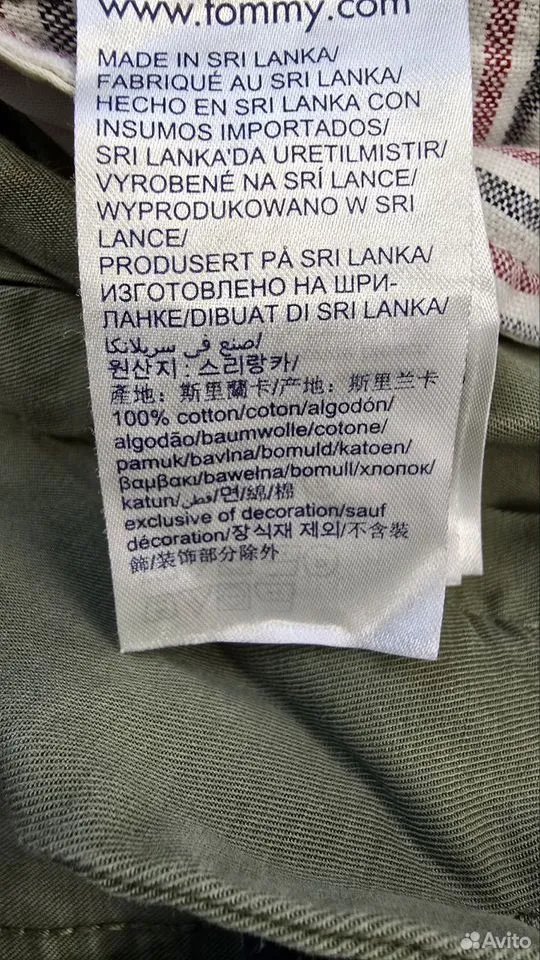 www.tommy.com
MADE IN SRI LANKA/
FABRIQUÉ AU SRI LANKA/
HECHO EN SRI LANKA CON
INSUMOS IMPORTADOS/
SRI LANKA'DA URETILMISTIR/
VYROBENÉ NA SRÍ LANCE/
WYPRODUKOWANO W SRI
LANCE/
PRODUSERT PÅ SRI LANKA/
ИЗГОТОВЛЕНО НА ШРИ-
ЛАНКЕ/DIBUAT DI SRI LANKA/
صنع في سريلانكا/
원산지 : 스리랑카/
產地：斯里蘭卡/产地：斯里兰卡
100% cotton/coton/algodón/
algodão/baumwolle/cotone/
pamuk/bavlna/bomuld/katoen/
βαμβακι/bawełna/bomull/хлопок/
katun/قطن/면/綿/棉
exclusive of decoration/sauf
décoration/장식재 제외/不含裝
飾/装饰部分除外
Avito